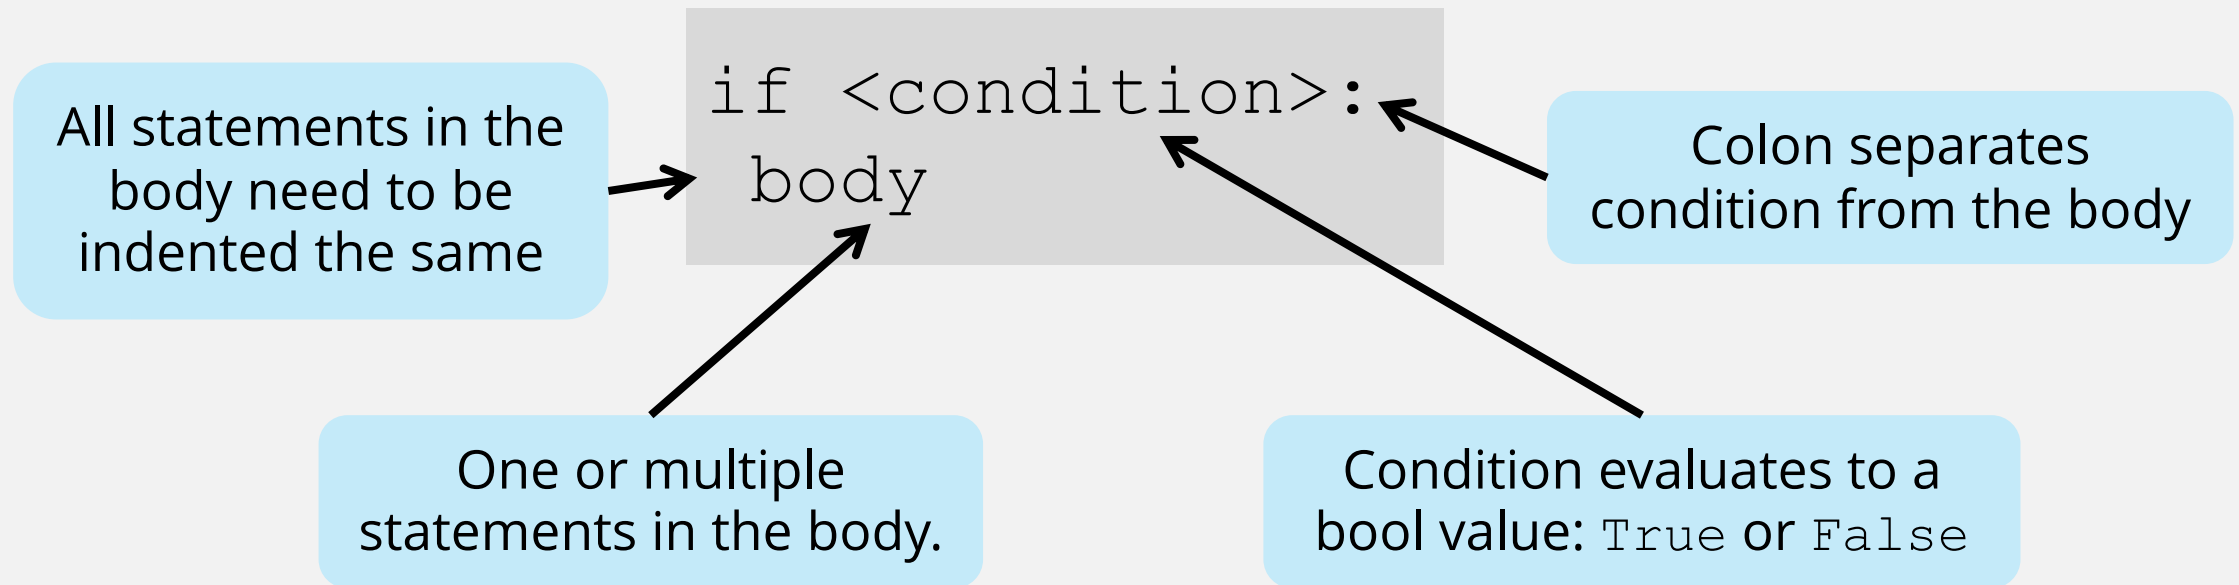 if <condition>:
body
All statements in the
body need to be
indented the same
Colon separates
condition from the body
One or multiple
statements in the body.
Condition evaluates to a
bool value: True or False